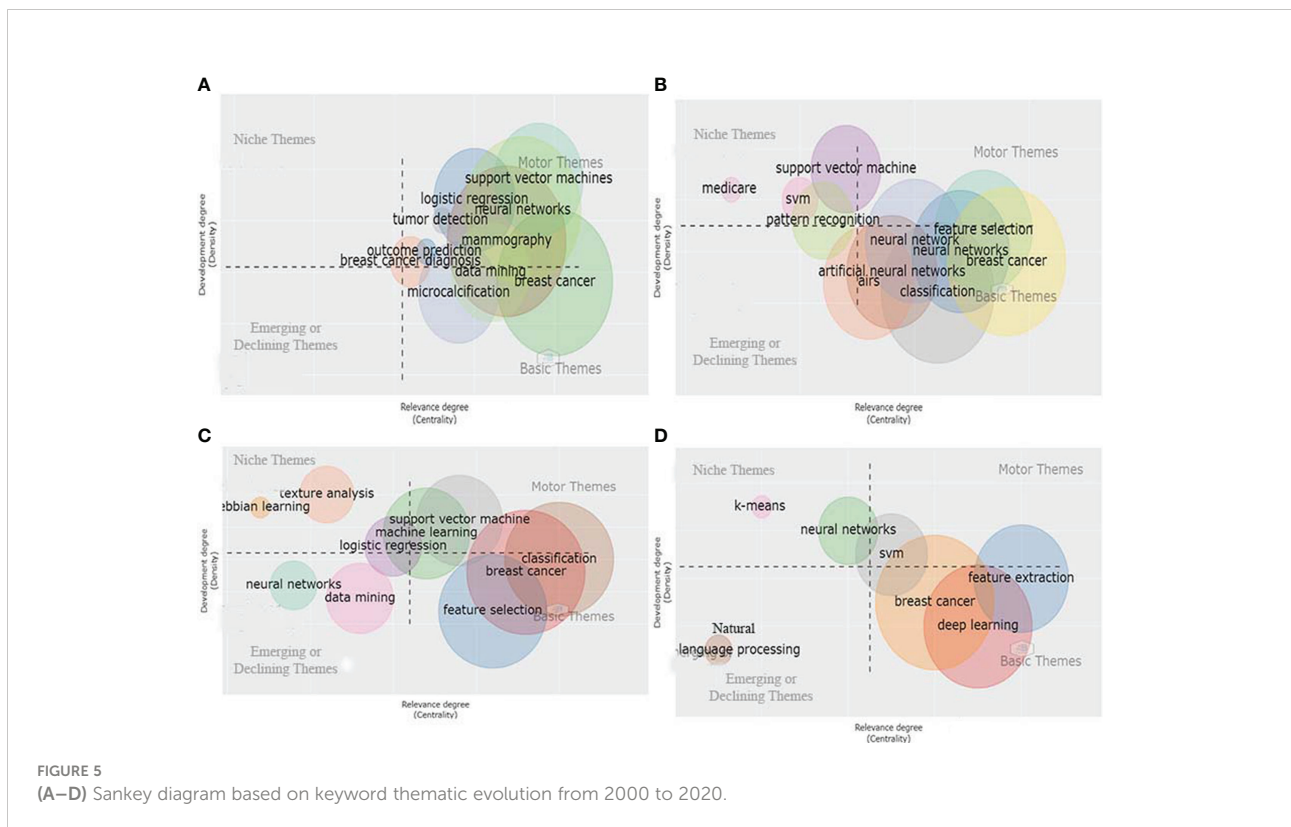 A
Niche Themes
Motor Themes
support vector machines
logistic regression
neural networks
tumor detection
mammography
outcome prediction
breast cancer diagnosis
data mining
breast cancer
microcalcification
Emerging or
Declining Themes
Basic Themes
Development degree
(Density)
Relevance degree
(Centrality)
B
Niche Themes
Motor Themes
support vector machine
medicare
svm
pattern recognition
feature selection
neural network
neural networks
breast cancer
artificial neural networks
airs
classification
Basic Themes
Emerging or
Declining Themes
Development degree
(Density)
Relevance degree
(Centrality)
C
Niche Themes
texture analysis
ebbian learning
Motor Themes
support vector machine
machine learning
logistic regression
classification
breast cancer
neural networks
data mining
feature selection
Basic Themes
Emerging or
Declining Themes
Development degree
(Density)
Relevance degree
(Centrality)
D
Niche Themes
Motor Themes
k-means
neural networks
svm
feature extraction
breast cancer
deep learning
Natural
language processing
Basic Themes
Emerging or
Declining Themes
Development degree
(Density)
Relevance degree
(Centrality)
FIGURE 5
(A–D) Sankey diagram based on keyword thematic evolution from 2000 to 2020.